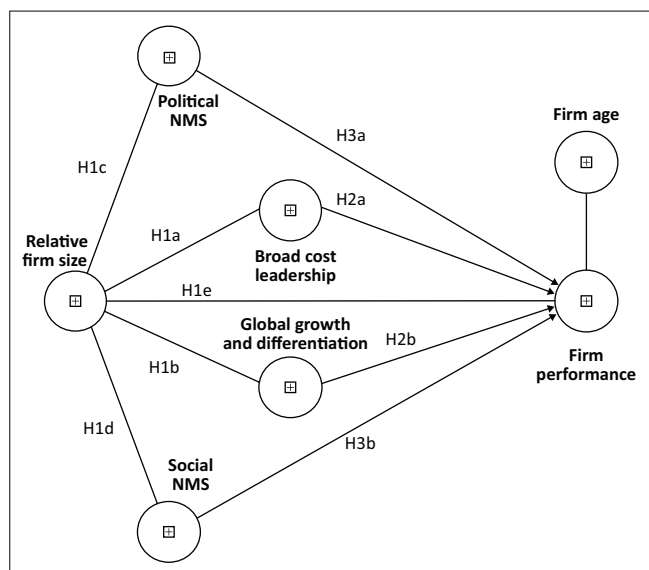 Political
NMS
Firm age
H3a
H1c
H2a
Relative
firm size
H1a
Broad cost
leadership
H1e
Global growth
and differentiation
H1b
H2b
Firm
performance
H1d
H3b
Social
NMS